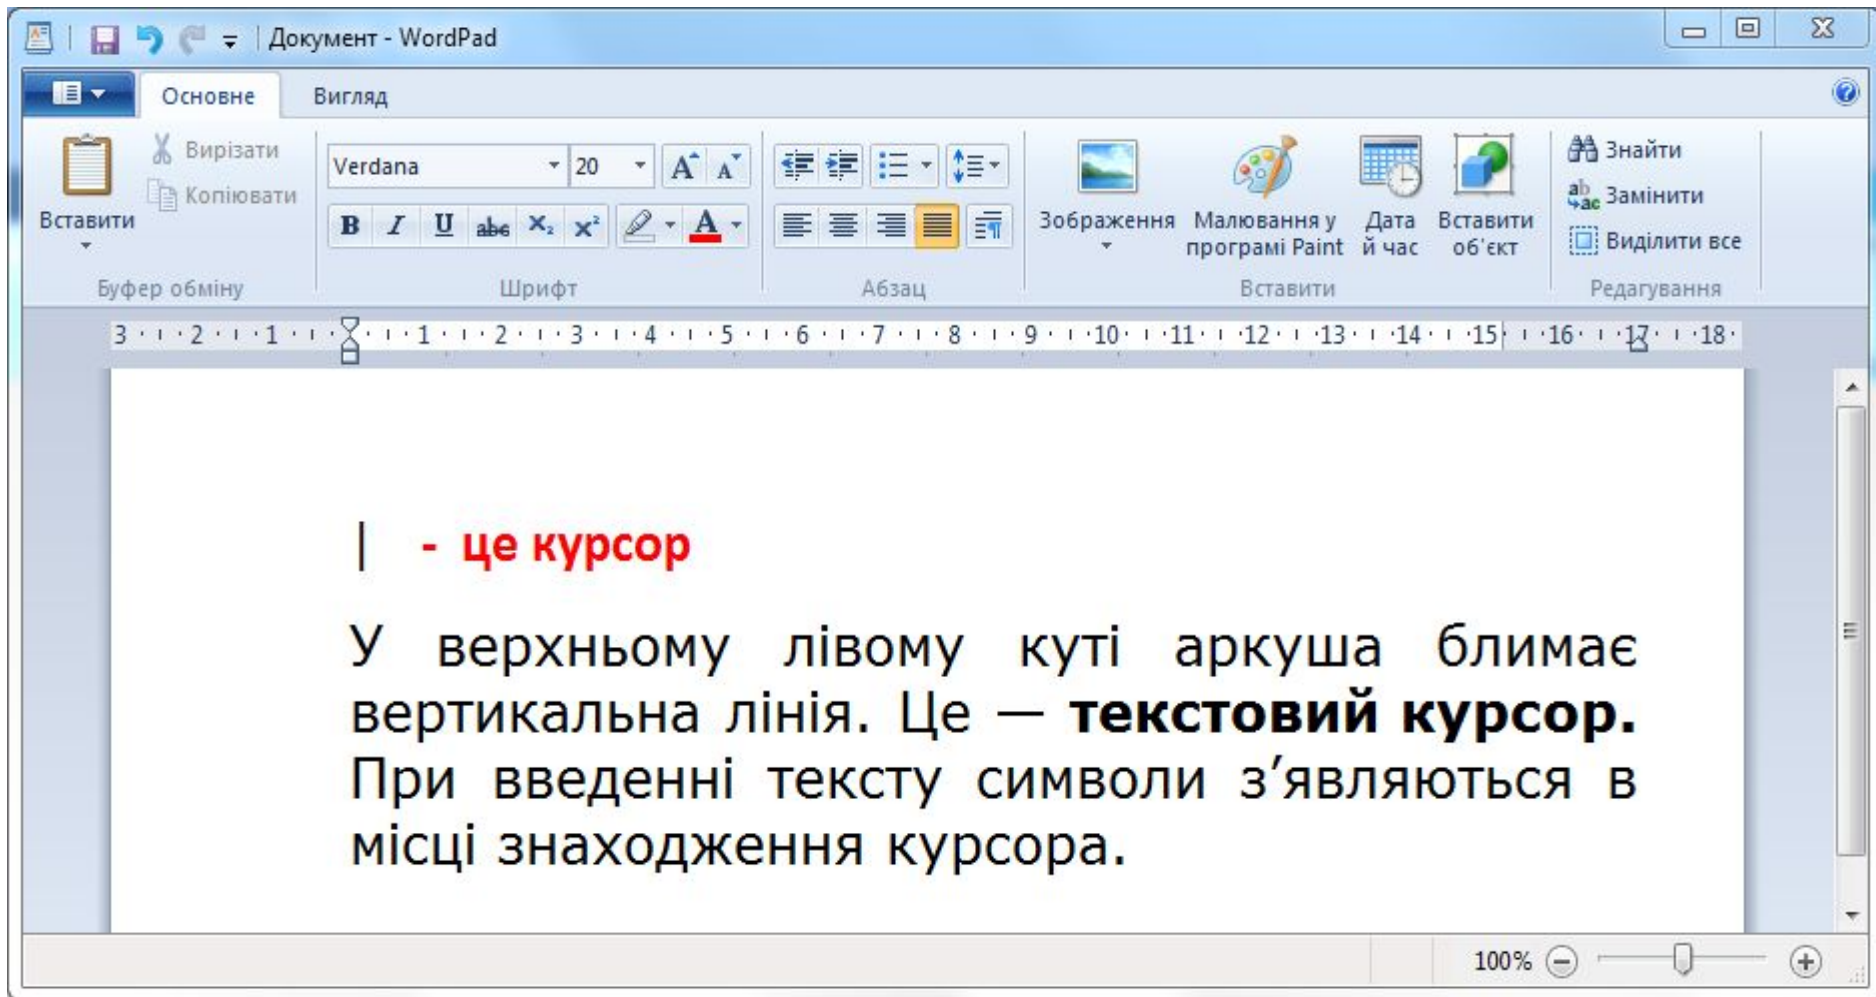 Документ - WordPad
Основне Вигляд
Вставити
Вирізати
Копіювати
Буфер обміну
Verdana 20
B I U abc X₂ x² A
Шрифт
Абзац
Зображення
Малювання у
програмі Paint
Дата
й час
Вставити
об'єкт
Вставити
Знайти
Замінити
Виділити все
Редагування
3 2 1 1 2 3 4 5 6 7 8 9 10 11 12 13 14 15 16 17 18
| - це курсор
У верхньому лівому куті аркуша блимає
вертикальна лінія. Це — текстовий курсор.
При введенні тексту символи з’являються в
місці знаходження курсора.
100%